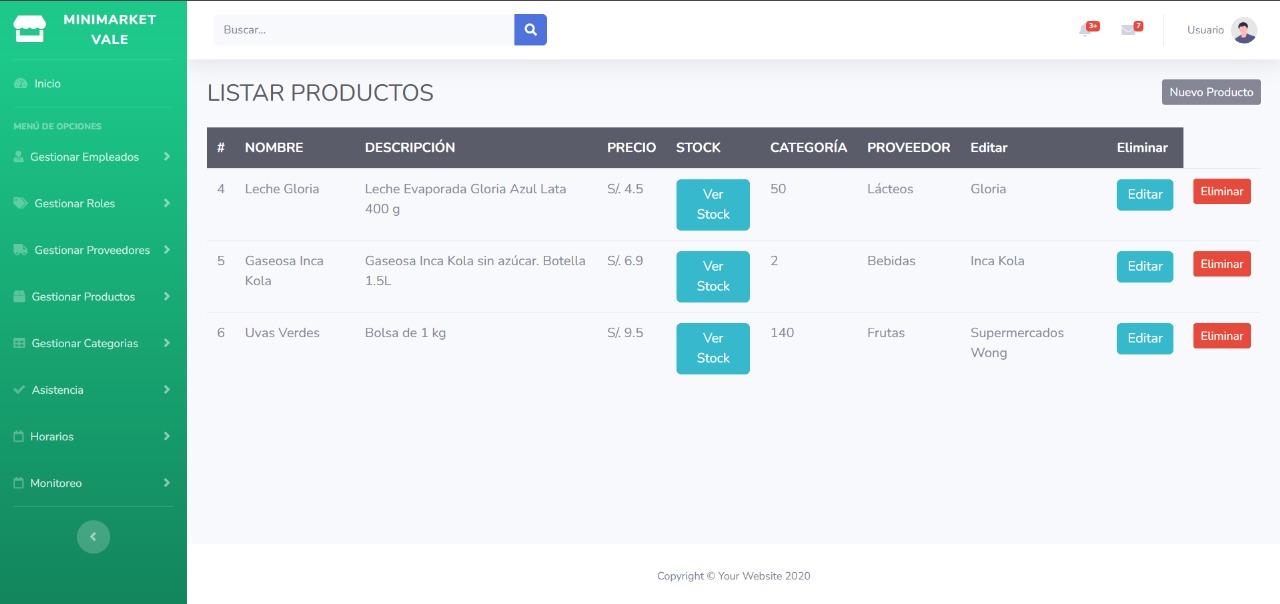 MINIMARKET
VALE
Buscar...
3+
7
Usuario
Inicio
MENÚ DE OPCIONES
Gestionar Empleados
Gestionar Roles
Gestionar Proveedores
Gestionar Productos
Gestionar Categorias
Asistencia
Horarios
Monitoreo
LISTAR PRODUCTOS
Nuevo Producto
# NOMBRE DESCRIPCIÓN PRECIO STOCK CATEGORÍA PROVEEDOR Editar Eliminar
4 Leche Gloria Leche Evaporada Gloria Azul Lata S/. 4.5 Ver 50 Lácteos Gloria Editar Eliminar
400 g Stock
5 Gaseosa Inca Gaseosa Inca Kola sin azúcar. Botella S/. 6.9 Ver 2 Bebidas Inca Kola Editar Eliminar
Kola 1.5L Stock
6 Uvas Verdes Bolsa de 1 kg S/. 9.5 Ver 140 Frutas Supermercados Editar Eliminar
Stock Wong
Copyright © Your Website 2020